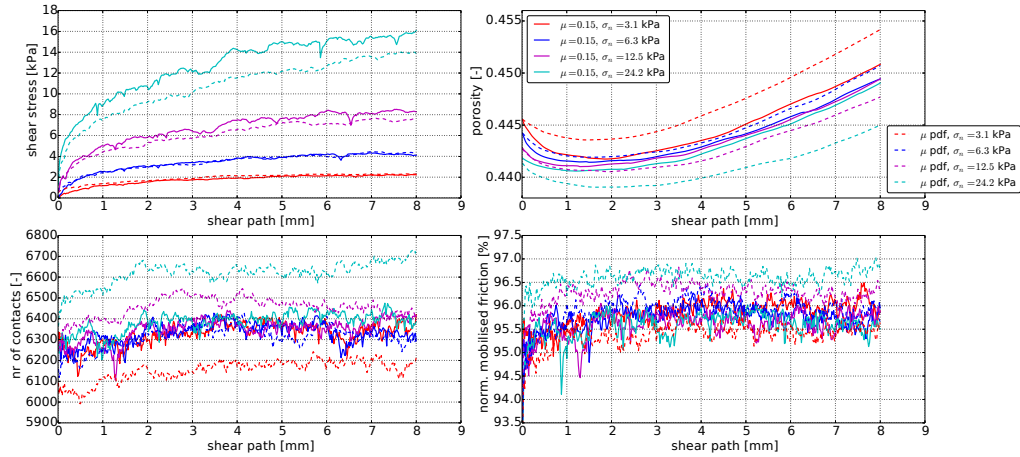 18
16
14
12
10
8
6
4
2
0
shear stress [kPa]
0 1 2 3 4 5 6 7 8 9
shear path [mm]
0.455
0.450
0.445
0.440
porosity [-]
μ=0.15, σn=3.1 kPa
μ=0.15, σn=6.3 kPa
μ=0.15, σn=12.5 kPa
μ=0.15, σn=24.2 kPa
μ pdf, σn=3.1 kPa
μ pdf, σn=6.3 kPa
μ pdf, σn=12.5 kPa
μ pdf, σn=24.2 kPa
0 1 2 3 4 5 6 7 8 9
shear path [mm]
6800
6700
6600
6500
6400
6300
6200
6100
6000
5900
nr of contacts [-]
0 1 2 3 4 5 6 7 8 9
shear path [mm]
97.5
97.0
96.5
96.0
95.5
95.0
94.5
94.0
93.5
norm. mobilised friction [%]
0 1 2 3 4 5 6 7 8 9
shear path [mm]